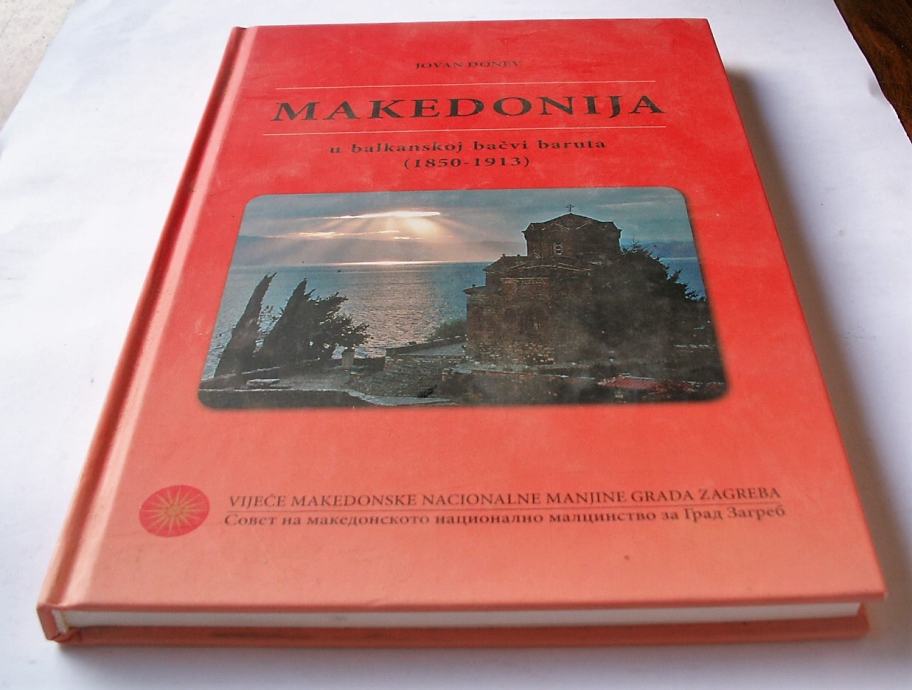 JOVAN DONEV
MAKEDONIJA
u balkanskoj bačvi baruta
(1850-1913)
VIJEĆE MAKEDONSKE NACIONALNE MANJINE GRADA ZAGREBA
Совет на македонското национално малцинство за Град Загреб